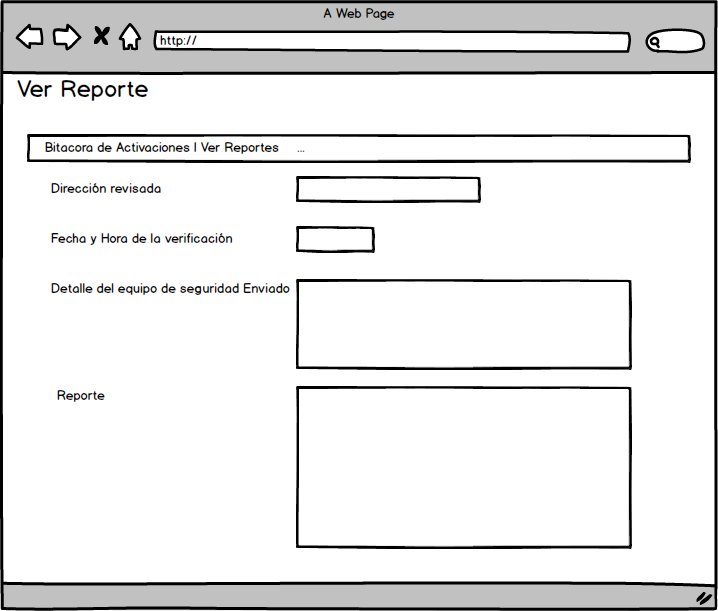 A Web Page
http://
Ver Reporte
Bitacora de Activaciones | Ver Reportes ...
Dirección revisada
Fecha y Hora de la verificación
Detalle del equipo de seguridad Enviado
Reporte